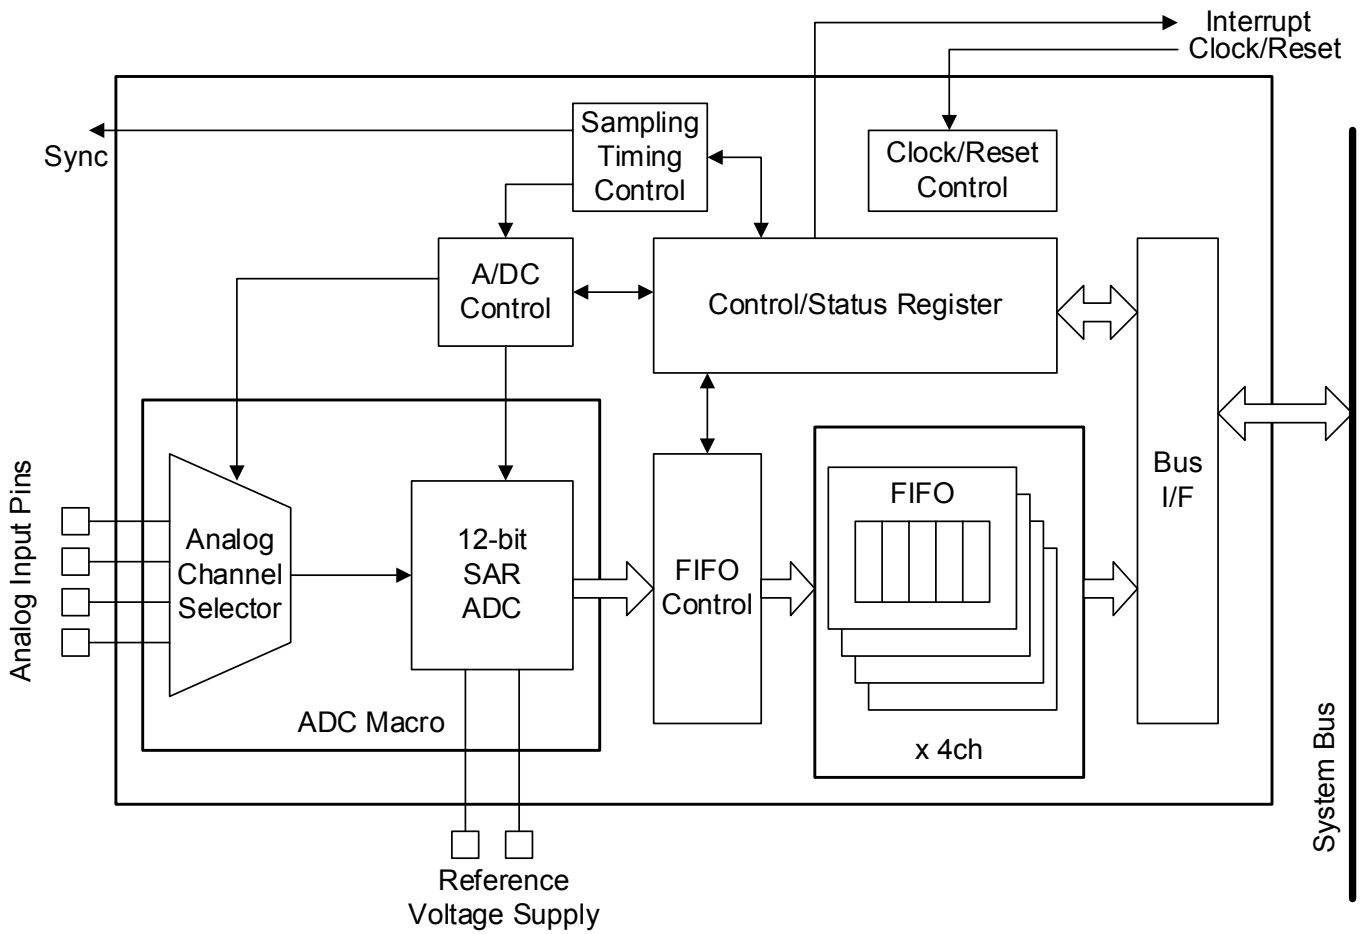 Interrupt
Clock/Reset
Sync
Sampling
Timing
Control
Clock/Reset
Control
A/DC
Control
Control/Status Register
Analog Input Pins
Analog
Channel
Selector
12-bit
SAR
ADC
ADC Macro
FIFO
Control
FIFO
x 4ch
Bus
I/F
System Bus
Reference
Voltage Supply